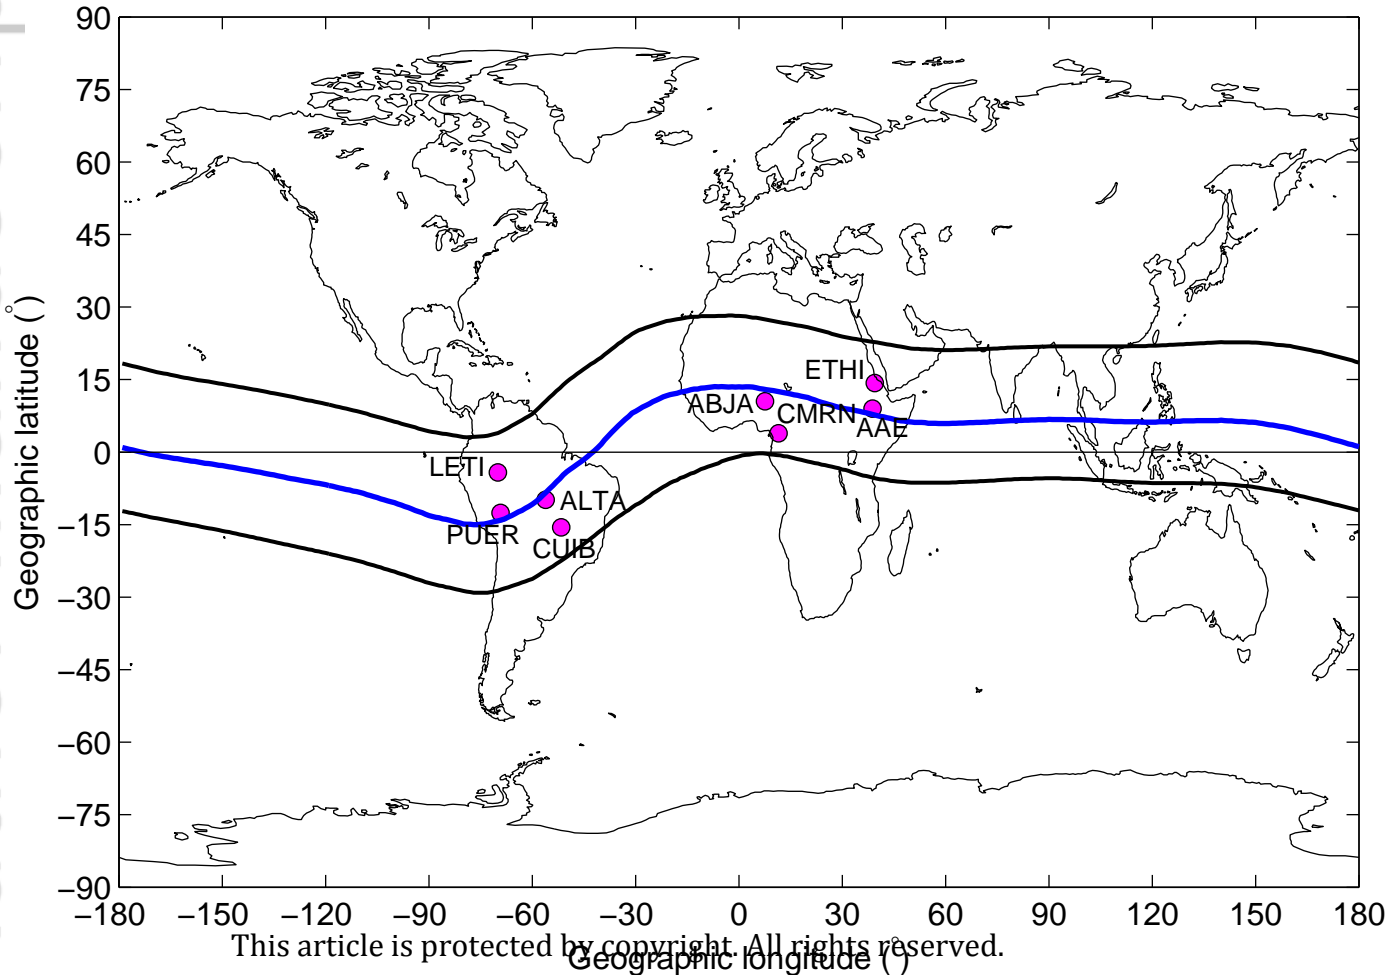 90
75
60
45
30
15
0
−15
−30
−45
−60
−75
−90
Geographic latitude (°)
ETHI
ABJA
CMRN
AAE
LETI
ALTA
PUER
CUIB
−180 −150 −120 −90 −60 −30 0 30 60 90 120 150 180
This article is protected by copyright. All rights reserved.
Geographic longitude (°)